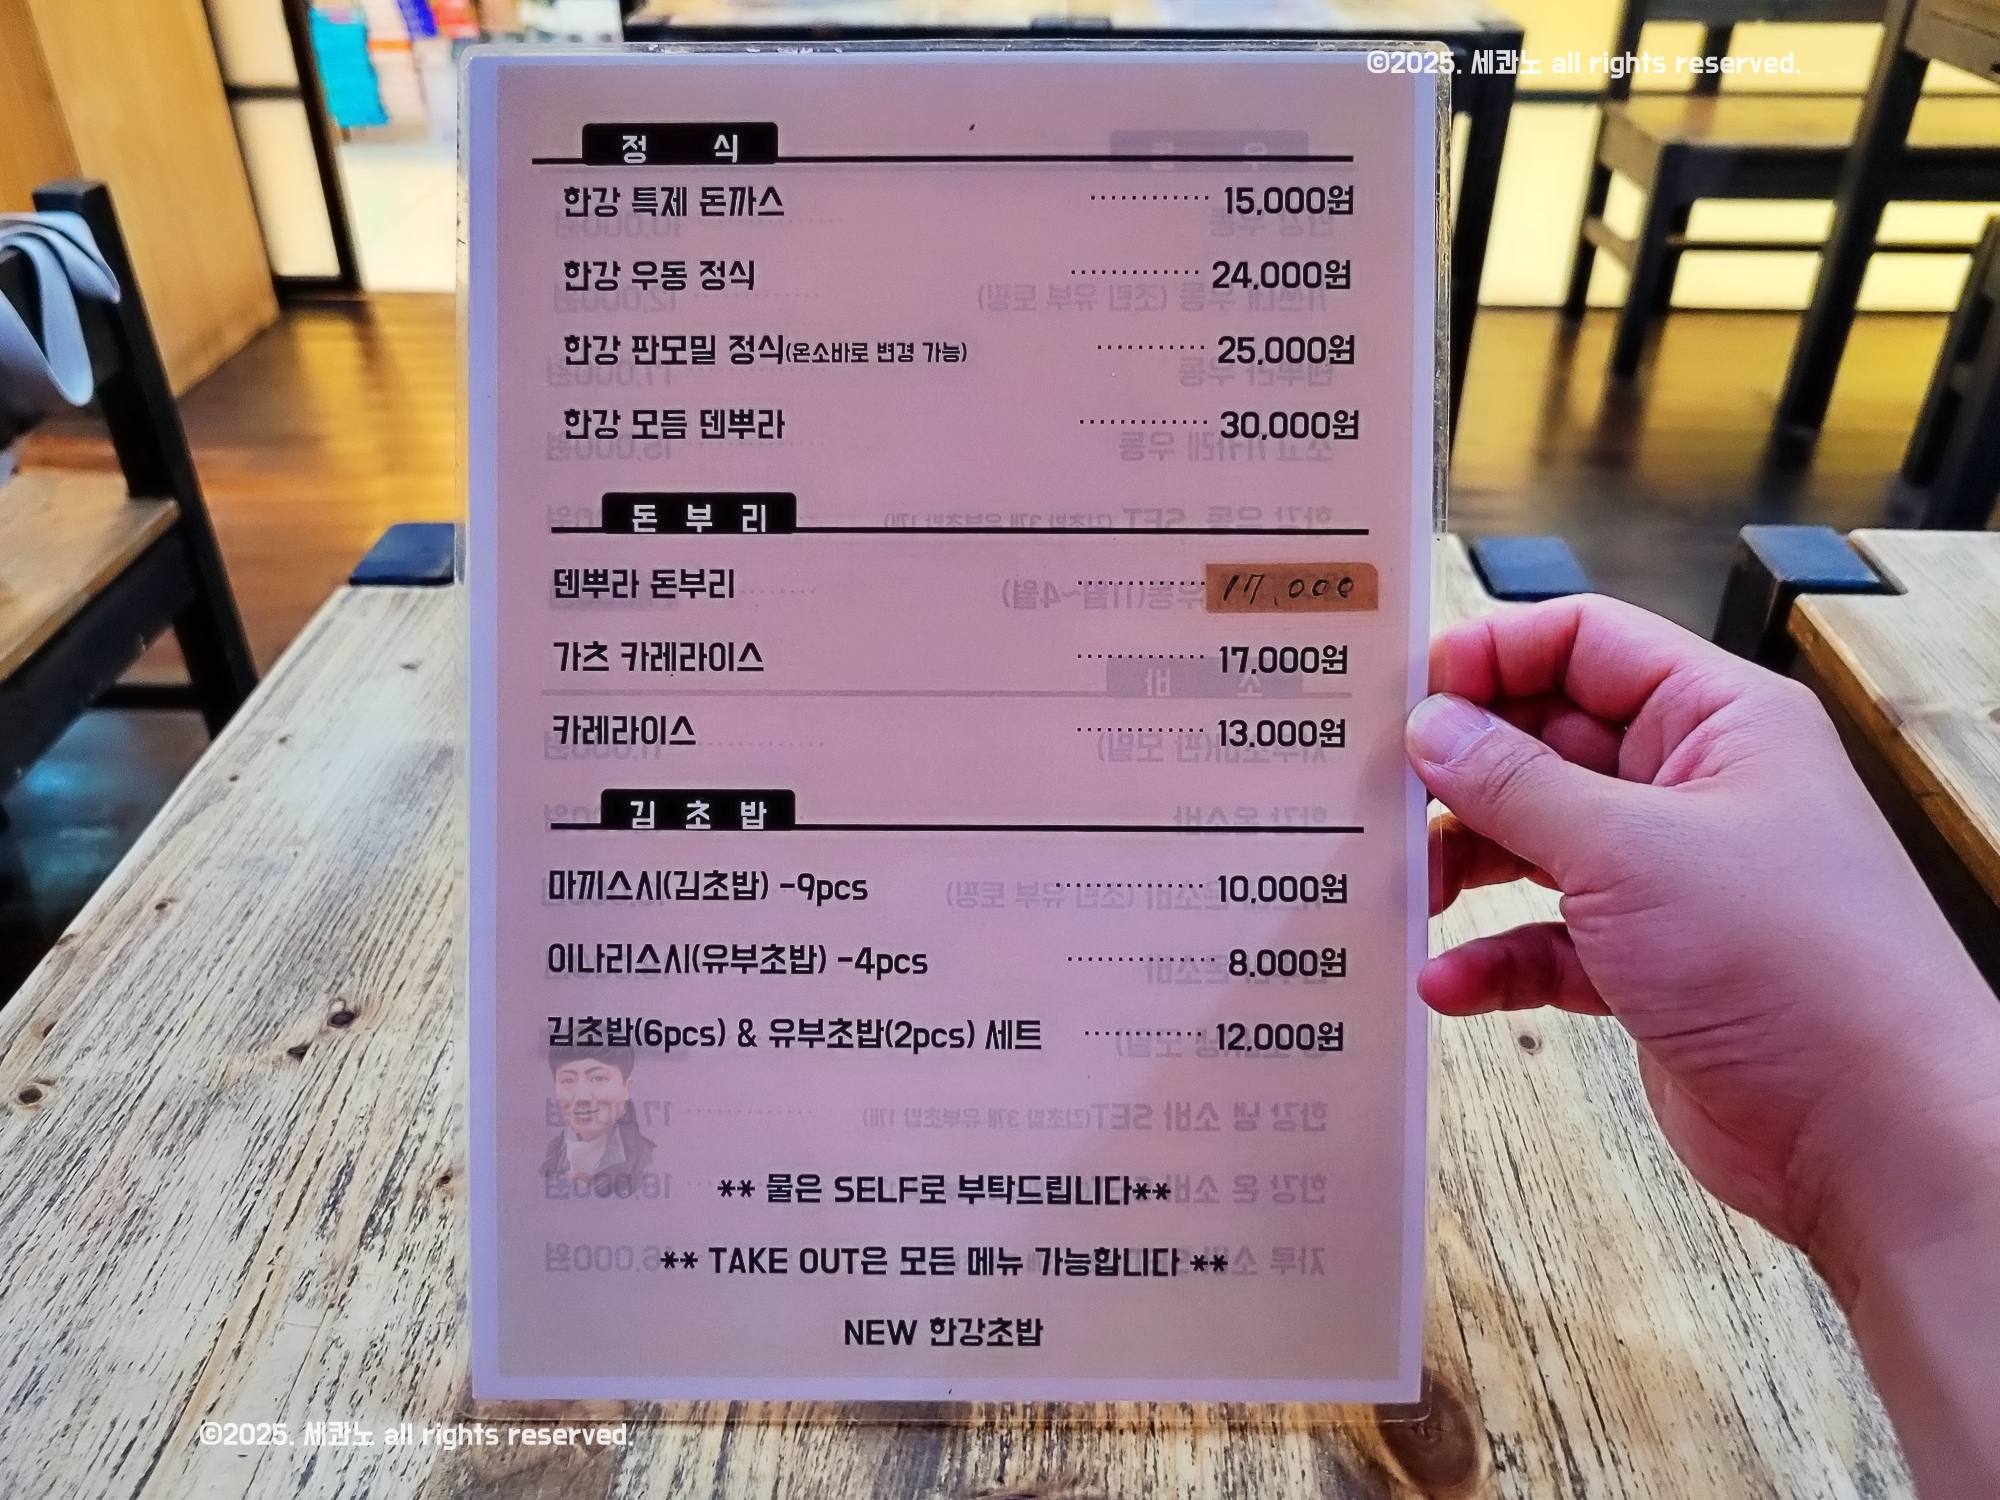 ©2025. 세콴노 all rights reserved.
정 식
한강 특제 돈까스 ············ 15,000원
한강 우동 정식 ············· 24,000원
한강 판모밀 정식(온소바로 변경 가능) ··········· 25,000원
한강 모듬 덴뿌라 ············· 30,000원
돈 부 리
덴뿌라 돈부리 ············· 17,000
가츠 카레라이스 ············· 17,000원
카레라이스 ············· 13,000원
김 초 밥
마끼스시(김초밥) -9pcs ··············· 10,000원
이나리스시(유부초밥) -4pcs ··············· 8,000원
김초밥(6pcs) & 유부초밥(2pcs) 세트 ············ 12,000원
** 물은 SELF로 부탁드립니다**
** TAKE OUT은 모든 메뉴 가능합니다 **
NEW 한강초밥
©2025. 세콴노 all rights reserved.